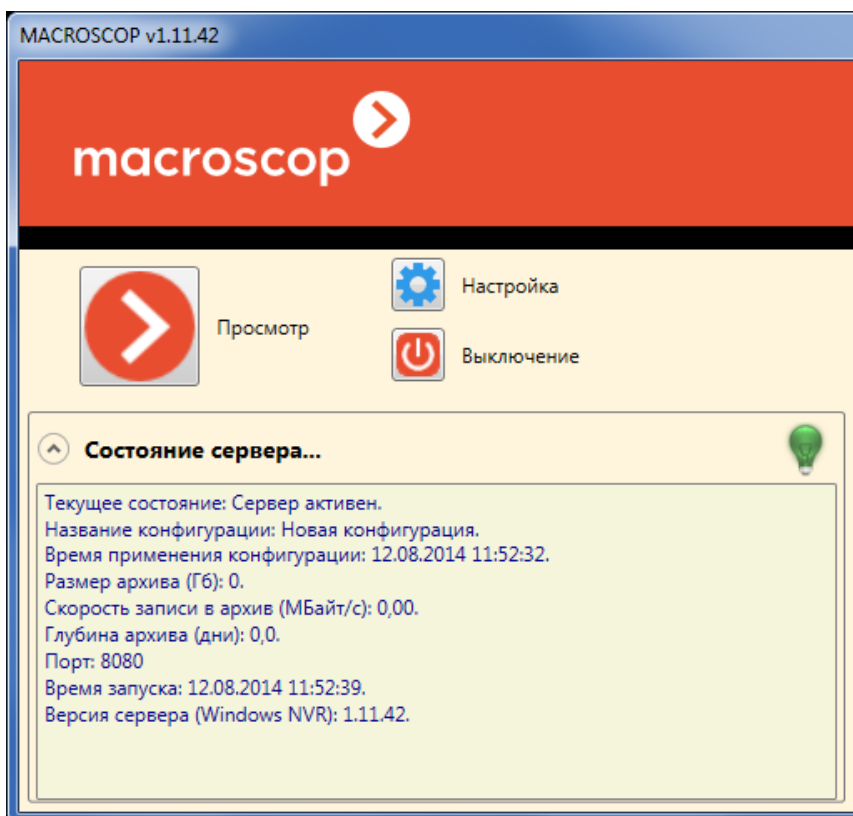 MACROSCOP v1.11.42
macroscop
Просмотр
Настройка
Выключение
Состояние сервера...
Текущее состояние: Сервер активен.
Название конфигурации: Новая конфигурация.
Время применения конфигурации: 12.08.2014 11:52:32.
Размер архива (Гб): 0.
Скорость записи в архив (МБайт/с): 0,00.
Глубина архива (дни): 0,0.
Порт: 8080
Время запуска: 12.08.2014 11:52:39.
Версия сервера (Windows NVR): 1.11.42.